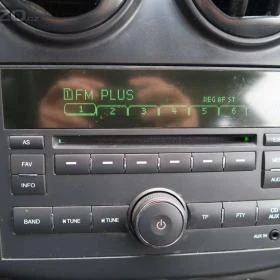 zo.cz
1 FM PLUS
REG AF ST
1 2 3 4 5 6
AS
FAV
INFO
BAND TUNE TUNE TP PTY CD AUX
AUX IN